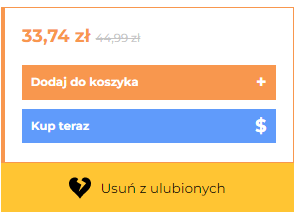 33,74 zł 44,99 zł
Dodaj do koszyka +
Kup teraz $
Usuń z ulubionych